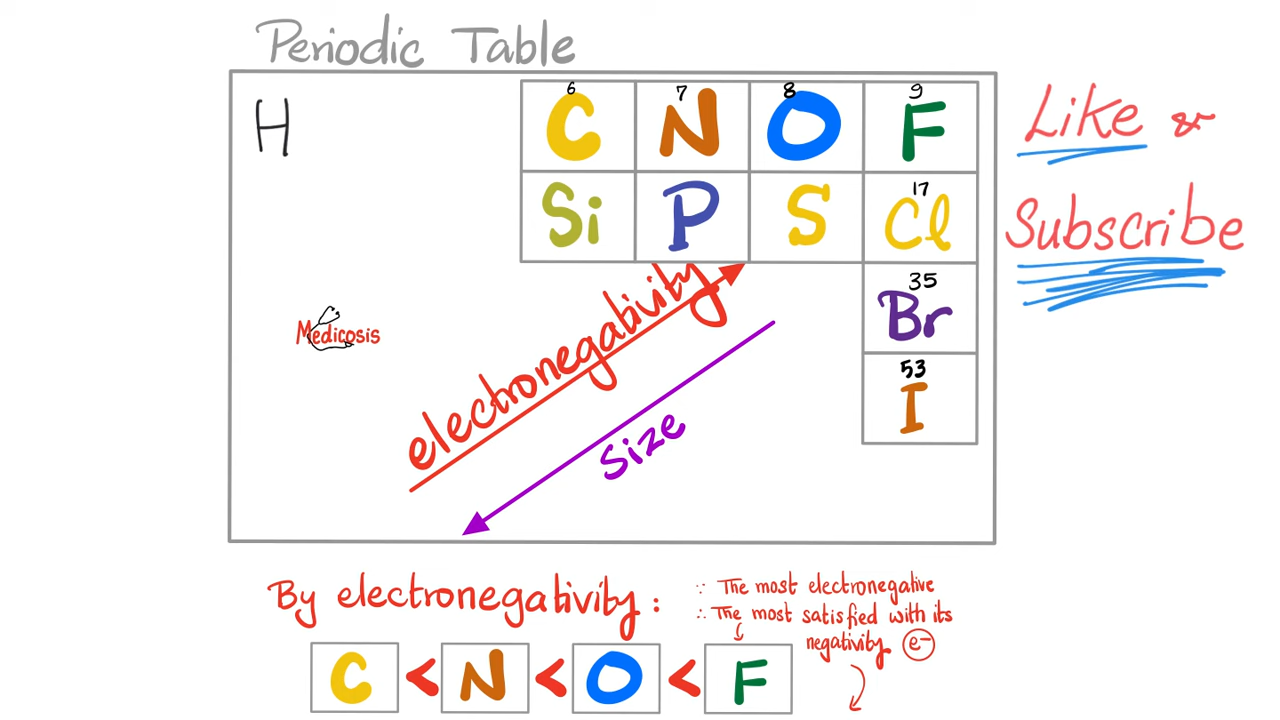 Periodic Table
H
6 7 8 9
C N O F
17
Si P S Cl
35
Br
53
I
electronegativity
Size
Medicosis
Like &
Subscribe
By electronegativity:
∵ The most electronegative
∴ The most satisfied with its
negativity e-
C < N < O < F